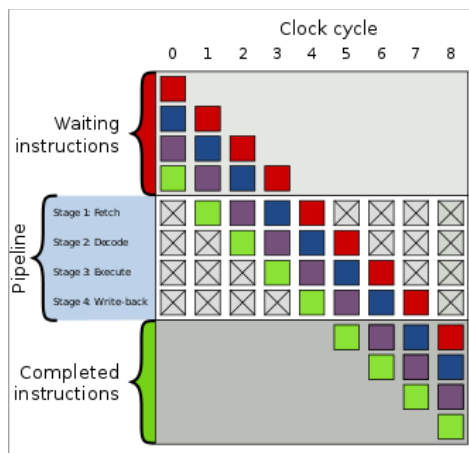 Clock cycle
0 1 2 3 4 5 6 7 8
Waiting
instructions
Pipeline
Stage 1: Fetch
Stage 2: Decode
Stage 3: Execute
Stage 4: Write-back
Completed
instructions